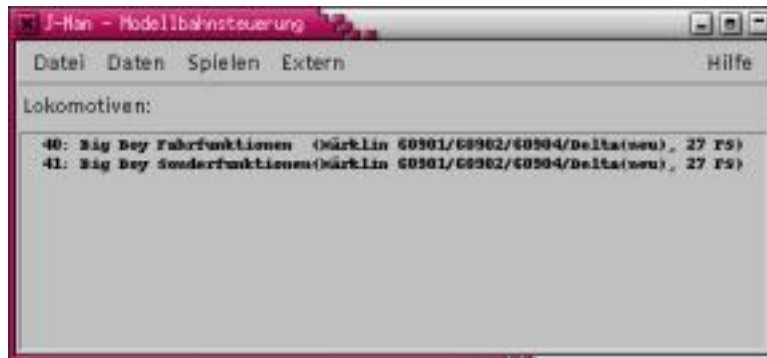 J-Man - Modellbahnsteuerung
Datei Daten Spielen Extern Hilfe
Lokomotiven:
40: Big Boy Fahrfunktionen (Märklin 60901/60902/60904/Delta(neu), 27 FS)
41: Big Boy Sonderfunktionen(Märklin 60901/60902/60904/Delta(neu), 27 FS)